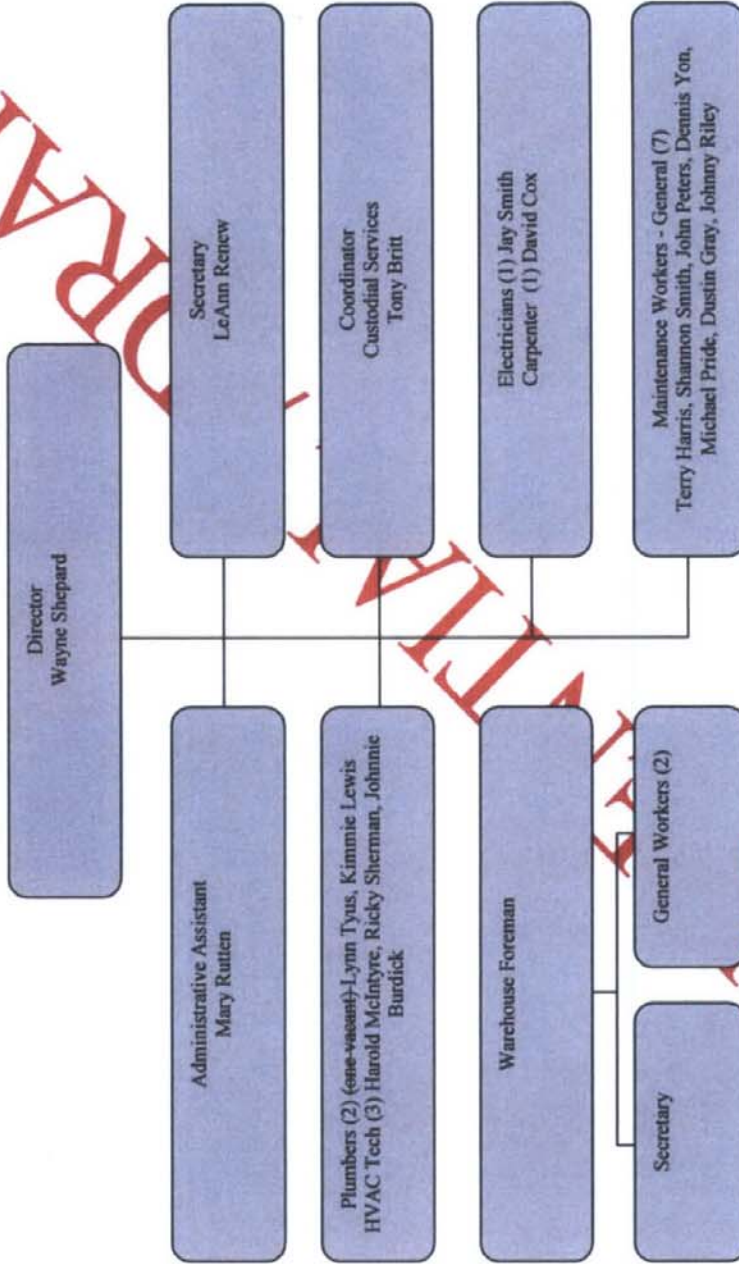 Director
Wayne Shepard
Administrative Assistant
Mary Rutten
Secretary
LeAnn Renew
Plumbers (2) (one vacant) Lynn Tyus, Kimmie Lewis
HVAC Tech (3) Harold McIntyre, Ricky Sherman, Johnnie
Burdick
Coordinator
Custodial Services
Tony Britt
Warehouse Foreman
Electricians (1) Jay Smith
Carpenter (1) David Cox
Secretary
General Workers (2)
Maintenance Workers - General (7)
Terry Harris, Shannon Smith, John Peters, Dennis Yon,
Michael Pride, Dustin Gray, Johnny Riley